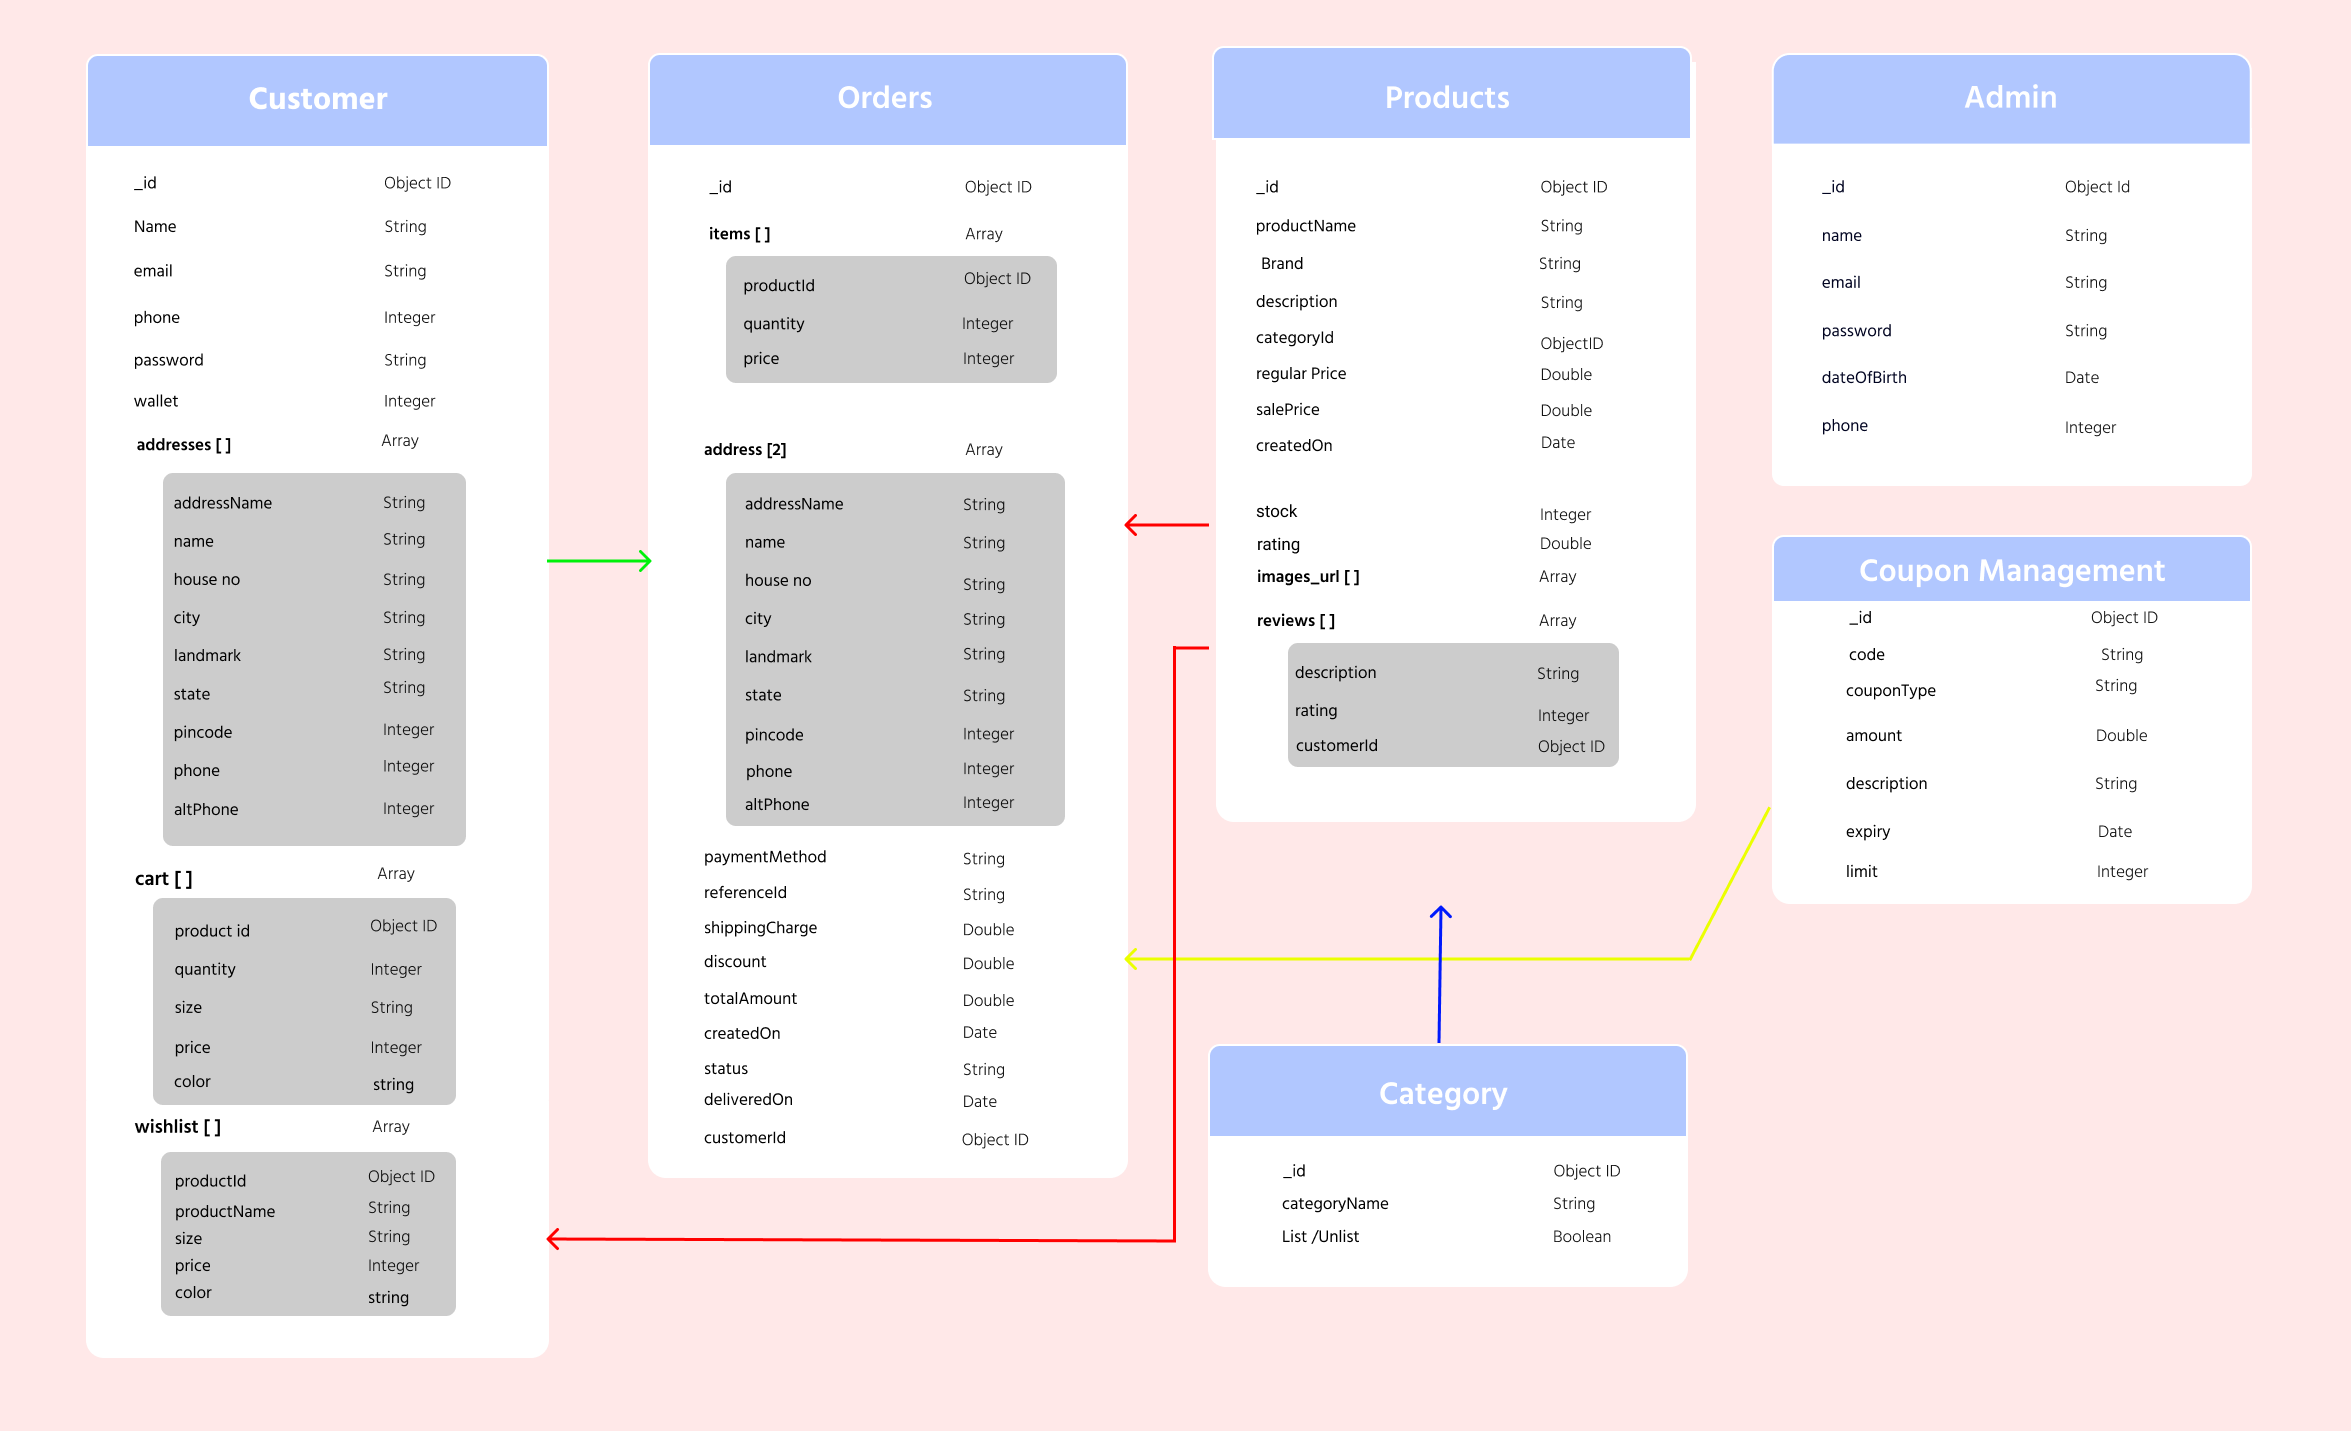 Customer
_id Object ID
Name String
email String
phone Integer
password String
wallet Integer
addresses [ ] Array
addressName String
name String
house no String
city String
landmark String
state String
pincode Integer
phone Integer
altPhone Integer
cart [ ] Array
product id Object ID
quantity Integer
size String
price Integer
color string
wishlist [ ] Array
productId Object ID
productName String
size String
price Integer
color string
Orders
_id Object ID
items [ ] Array
productId Object ID
quantity Integer
price Integer
address [2] Array
addressName String
name String
house no String
city String
landmark String
state String
pincode Integer
phone Integer
altPhone Integer
paymentMethod String
referenceId String
shippingCharge Double
discount Double
totalAmount Double
createdOn Date
status String
deliveredOn Date
customerId Object ID
Products
_id Object ID
productName String
Brand String
description String
categoryId ObjectID
regular Price Double
salePrice Double
createdOn Date
stock Integer
rating Double
images_url [ ] Array
reviews [ ] Array
description String
rating Integer
customerId Object ID
Category
_id Object ID
categoryName String
List /Unlist Boolean
Admin
_id Object Id
name String
email String
password String
dateOfBirth Date
phone Integer
Coupon Management
_id Object ID
code String
couponType String
amount Double
description String
expiry Date
limit Integer